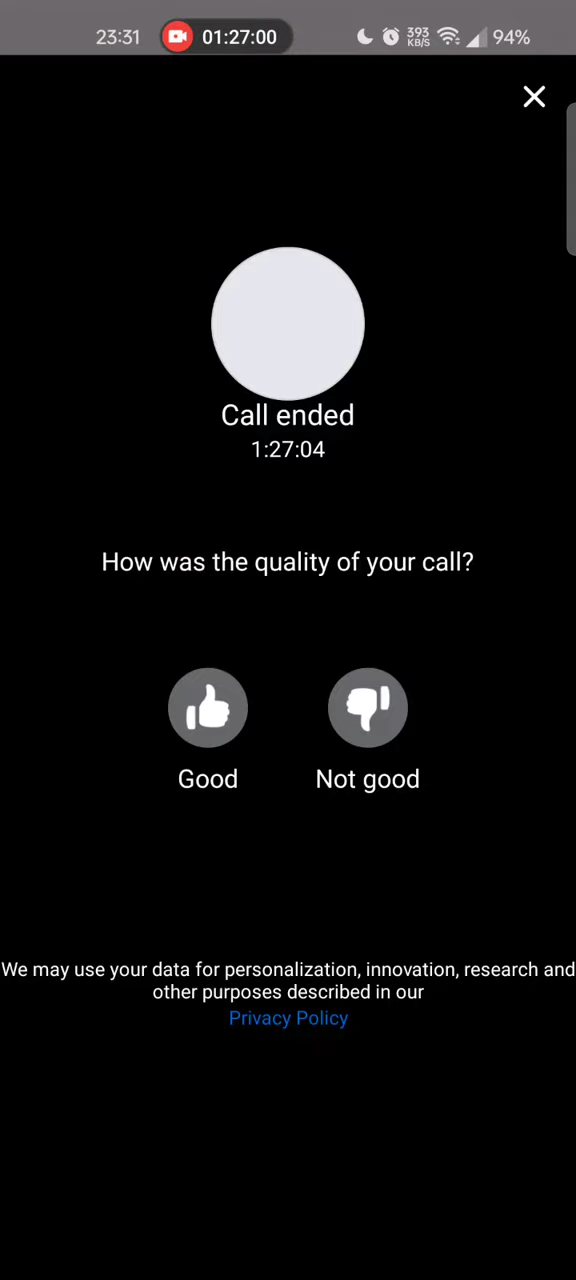 23:31 01:27:00 393 KB/S 94%
Call ended
1:27:04
How was the quality of your call?
Good Not good
We may use your data for personalization, innovation, research and
other purposes described in our
Privacy Policy